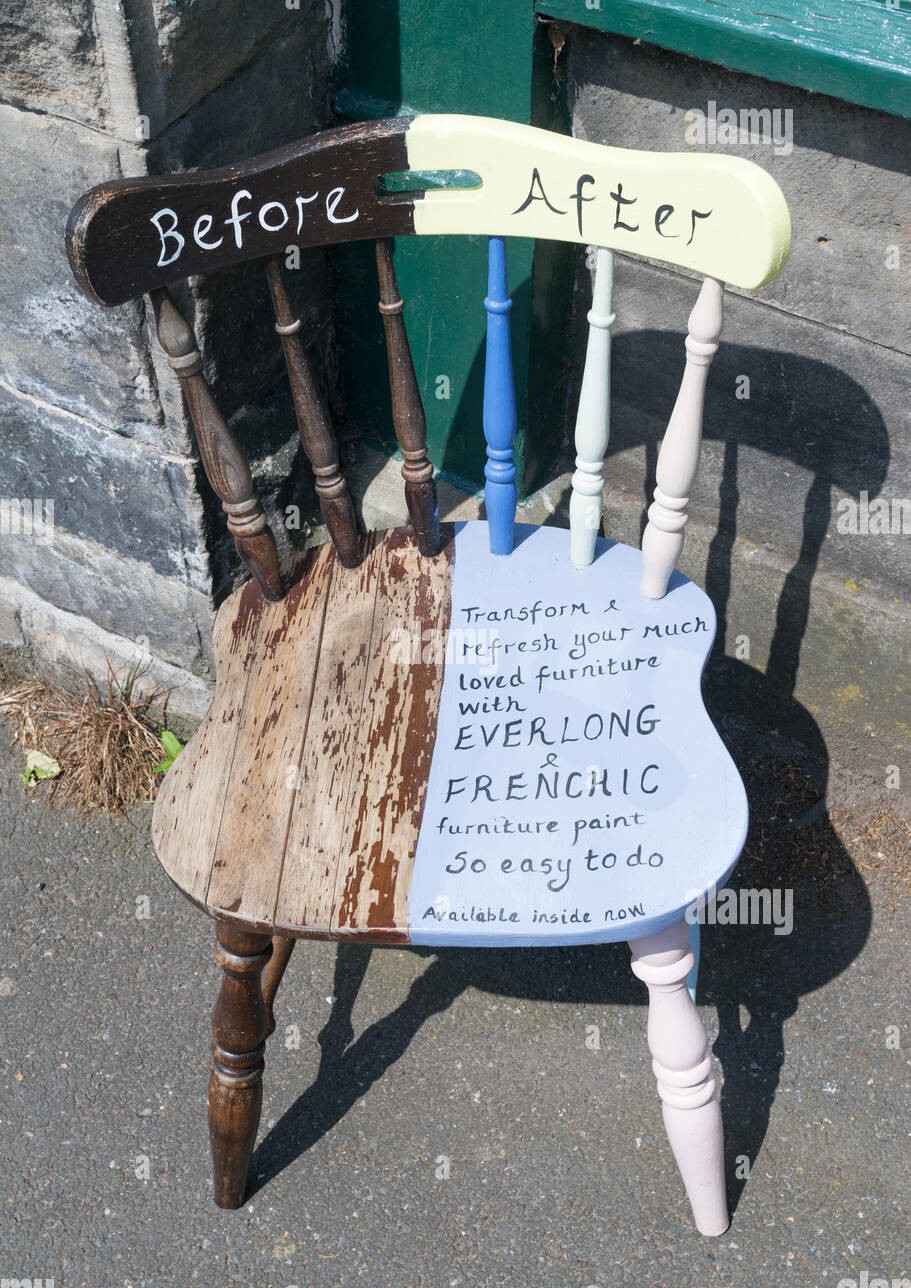 Before After
Transform &
refresh your much
loved furniture
with
EVERLONG
&
FRENCHIC
furniture paint
So easy to do
Available inside now
alamy
alamy
alamy
alamy
alamy